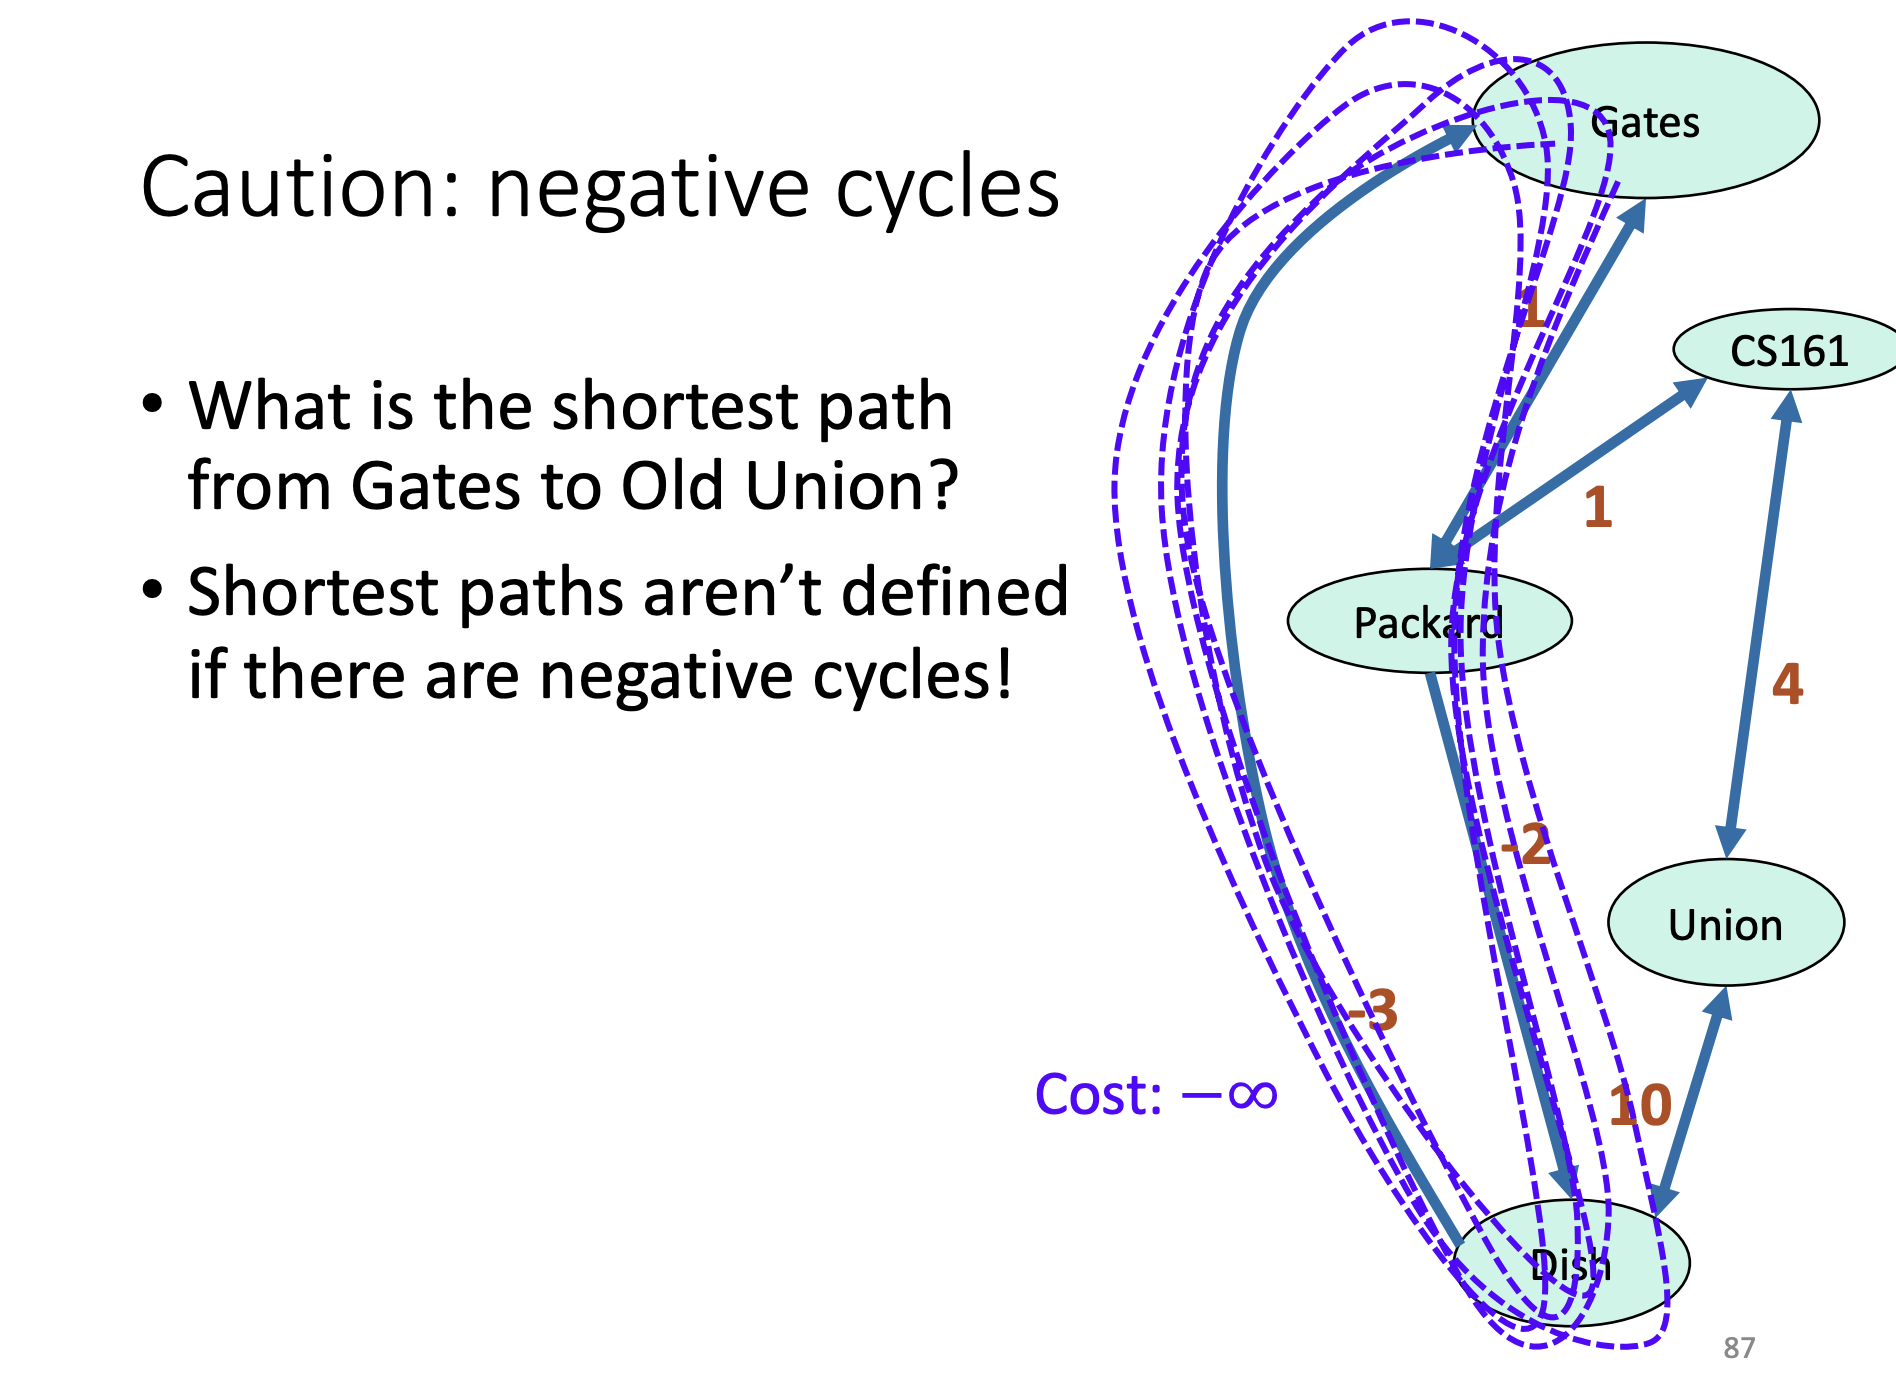 Caution: negative cycles
• What is the shortest path
from Gates to Old Union?
• Shortest paths aren’t defined
if there are negative cycles!
Gates
1
CS161
1
Packard
4
-2
Union
-3
Cost: −∞
10
Dish
87